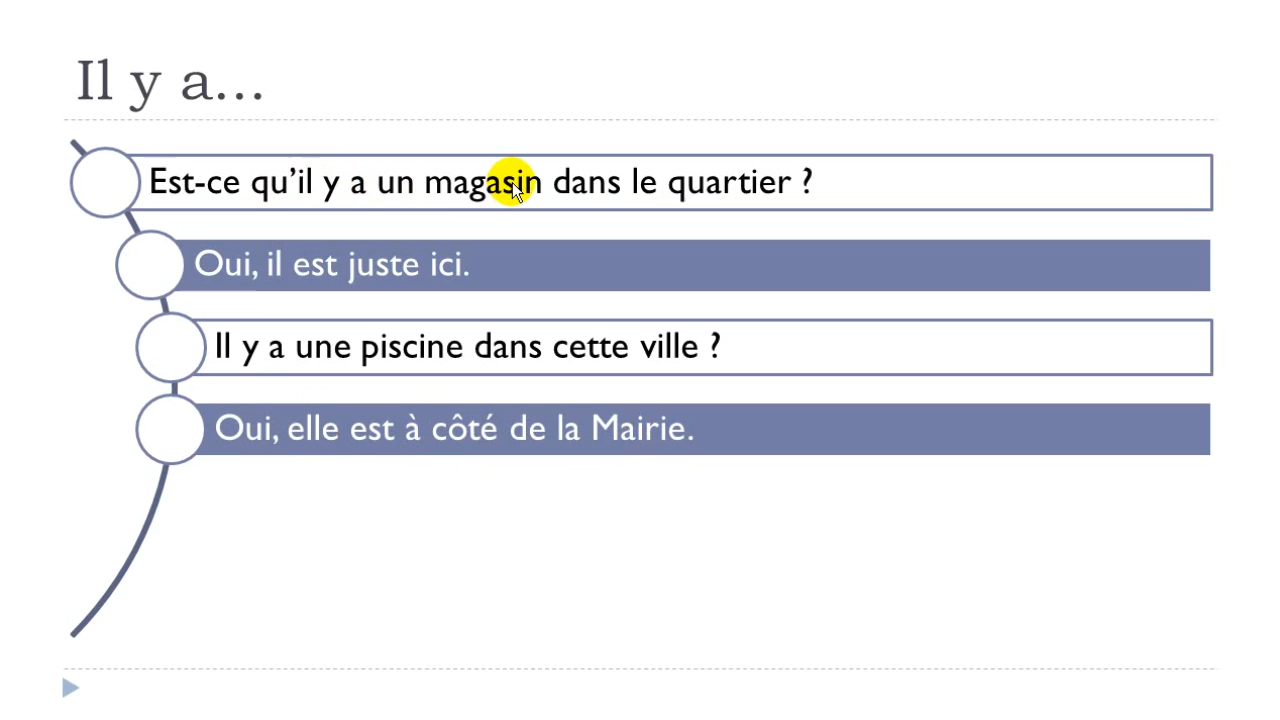 Il y a...
Est-ce qu’il y a un magasin dans le quartier ?
Oui, il est juste ici.
Il y a une piscine dans cette ville ?
Oui, elle est à côté de la Mairie.